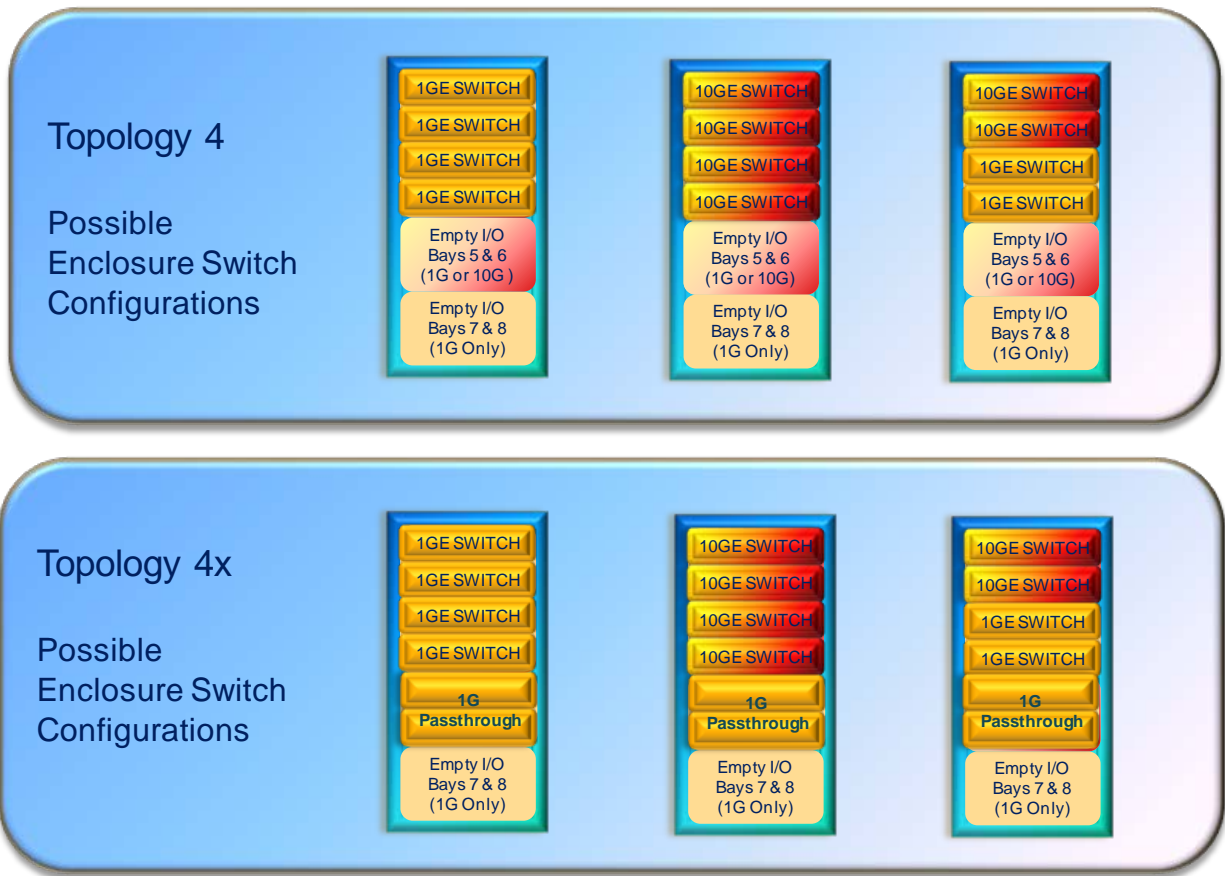 Topology 4
Possible
Enclosure Switch
Configurations
1GE SWITCH
1GE SWITCH
1GE SWITCH
1GE SWITCH
Empty I/O
Bays 5 & 6
(1G or 10G )
Empty I/O
Bays 7 & 8
(1G Only)
10GE SWITCH
10GE SWITCH
10GE SWITCH
10GE SWITCH
Empty I/O
Bays 5 & 6
(1G or 10G)
Empty I/O
Bays 7 & 8
(1G Only)
10GE SWITCH
10GE SWITCH
1GE SWITCH
1GE SWITCH
Empty I/O
Bays 5 & 6
(1G or 10G)
Empty I/O
Bays 7 & 8
(1G Only)
Topology 4x
Possible
Enclosure Switch
Configurations
1GE SWITCH
1GE SWITCH
1GE SWITCH
1GE SWITCH
1G
Passthrough
Empty I/O
Bays 7 & 8
(1G Only)
10GE SWITCH
10GE SWITCH
10GE SWITCH
10GE SWITCH
1G
Passthrough
Empty I/O
Bays 7 & 8
(1G Only)
10GE SWITCH
10GE SWITCH
1GE SWITCH
1GE SWITCH
1G
Passthrough
Empty I/O
Bays 7 & 8
(1G Only)